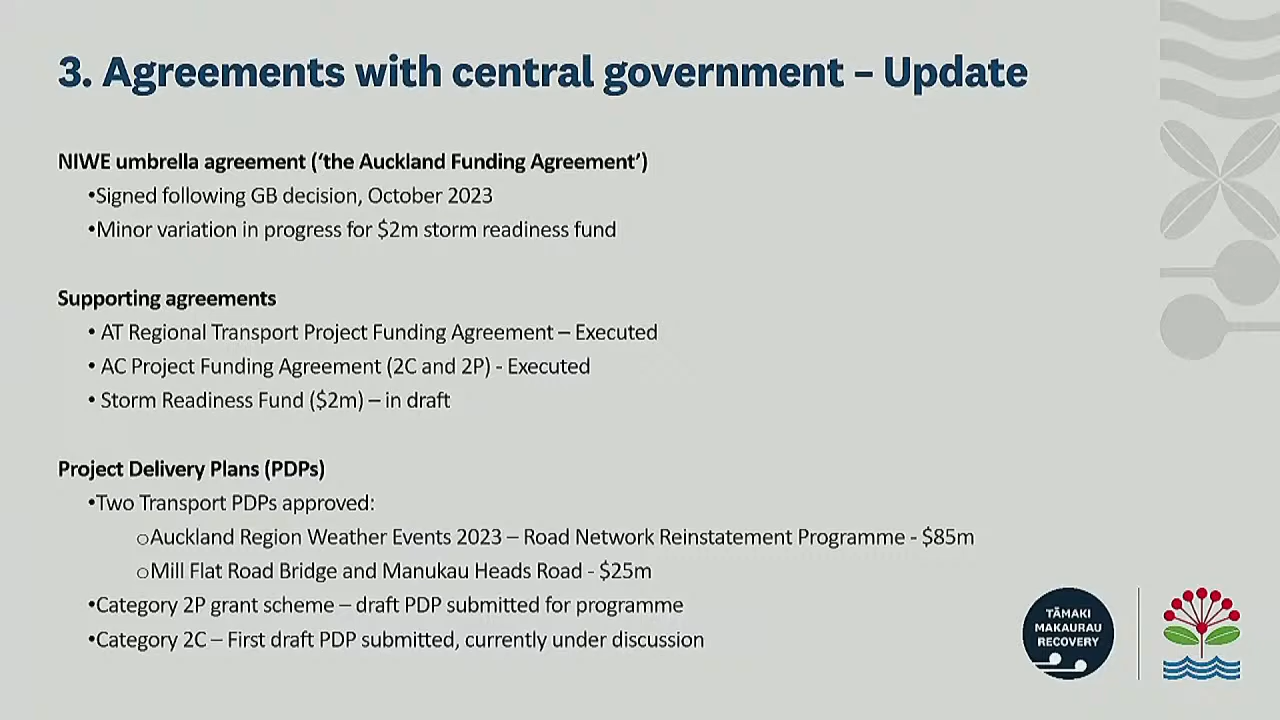 3. Agreements with central government – Update
NIWE umbrella agreement (‘the Auckland Funding Agreement’)
•Signed following GB decision, October 2023
•Minor variation in progress for $2m storm readiness fund
Supporting agreements
• AT Regional Transport Project Funding Agreement – Executed
• AC Project Funding Agreement (2C and 2P) - Executed
• Storm Readiness Fund ($2m) – in draft
Project Delivery Plans (PDPs)
•Two Transport PDPs approved:
oAuckland Region Weather Events 2023 – Road Network Reinstatement Programme - $85m
oMill Flat Road Bridge and Manukau Heads Road - $25m
•Category 2P grant scheme – draft PDP submitted for programme
•Category 2C – First draft PDP submitted, currently under discussion
TĀMAKI
MAKAURAU
RECOVERY